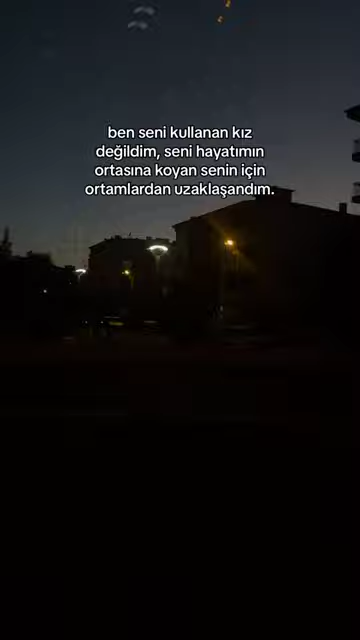 ben seni kullanan kız
değildim, seni hayatımın
ortasına koyan senin için
ortamlardan uzaklaşandım.